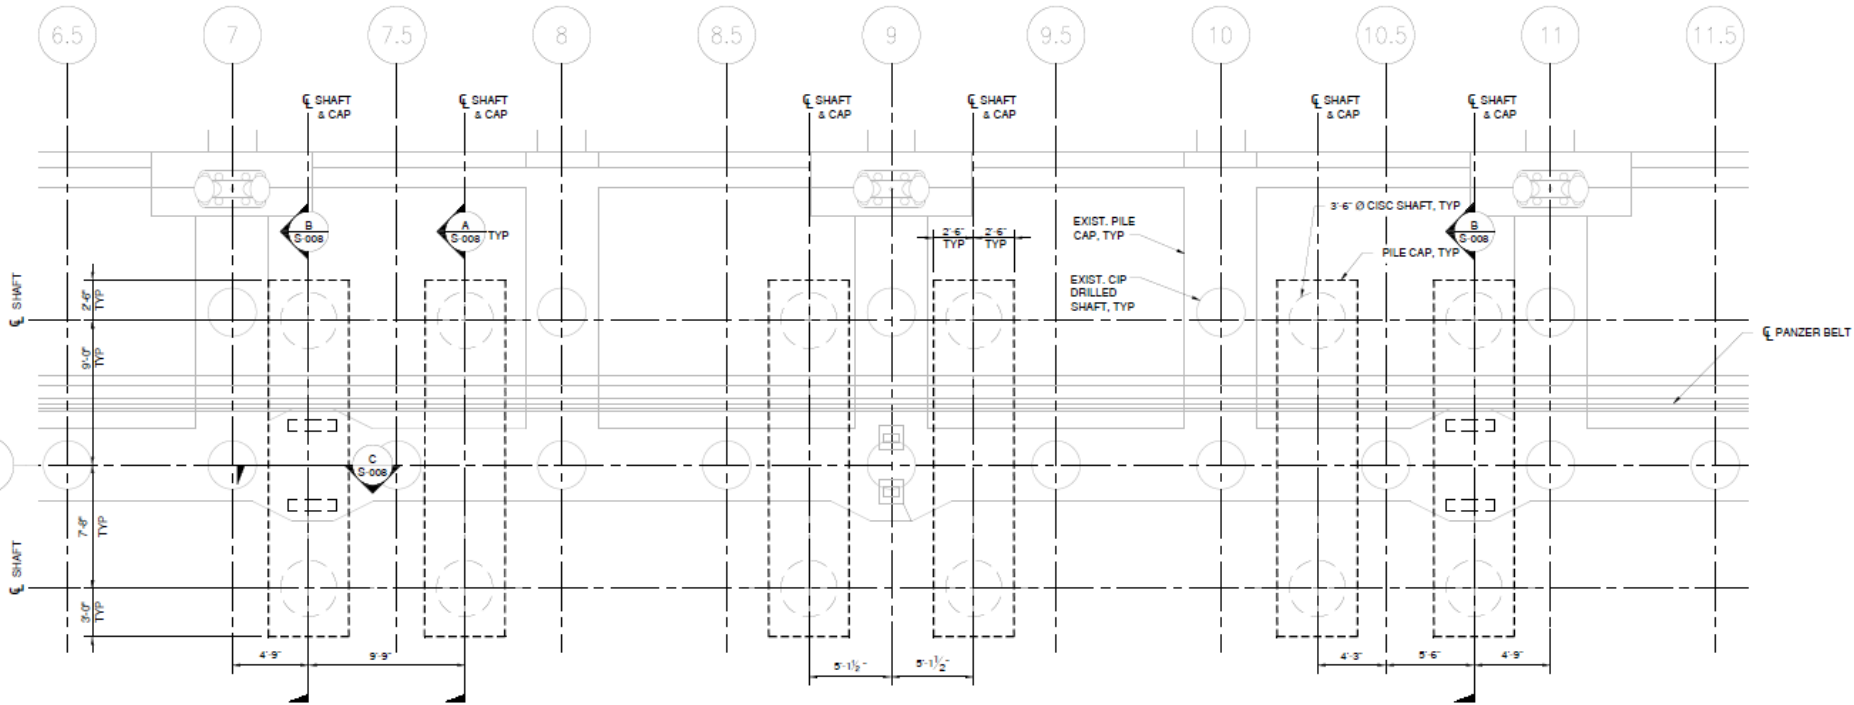 6.5 7 7.5 8 8.5 9 9.5 10 10.5 11 11.5
℄ SHAFT
& CAP
℄ SHAFT
& CAP
℄ SHAFT
& CAP
℄ SHAFT
& CAP
℄ SHAFT
& CAP
℄ SHAFT
& CAP
B
S-008
A
S-008
TYP
2'-6"
TYP
2'-6"
TYP
EXIST. PILE
CAP, TYP
EXIST. CIP
DRILLED
SHAFT, TYP
3'-6" Ø CISC SHAFT, TYP
PILE CAP, TYP
B
S-008
℄ PANZER BELT
℄ SHAFT
2'-6"
TYP
9'-0"
TYP
C
S-008
7'-8"
TYP
℄ SHAFT
3'-0"
TYP
4'-9"
9'-9"
5'-1½"
5'-1½"
4'-3"
5'-6"
4'-9"